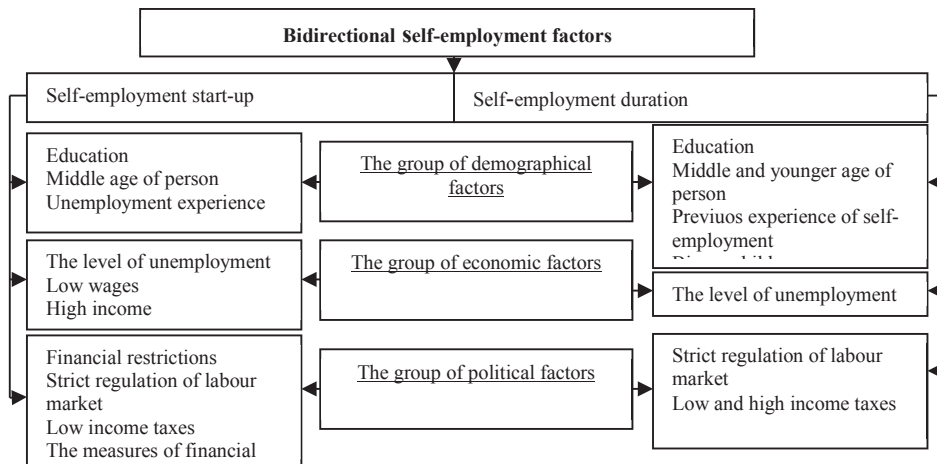 Bidirectional self-employment factors
Self-employment start-up
Self-employment duration
Education
Middle age of person
Unemployment experience
The group of demographical
factors
Education
Middle and younger age of
person
Previuos experience of self-
employment
The level of unemployment
Low wages
High income
The group of economic factors
The level of unemployment
Financial restrictions
Strict regulation of labour
market
Low income taxes
The measures of financial
The group of political factors
Strict regulation of labour
market
Low and high income taxes